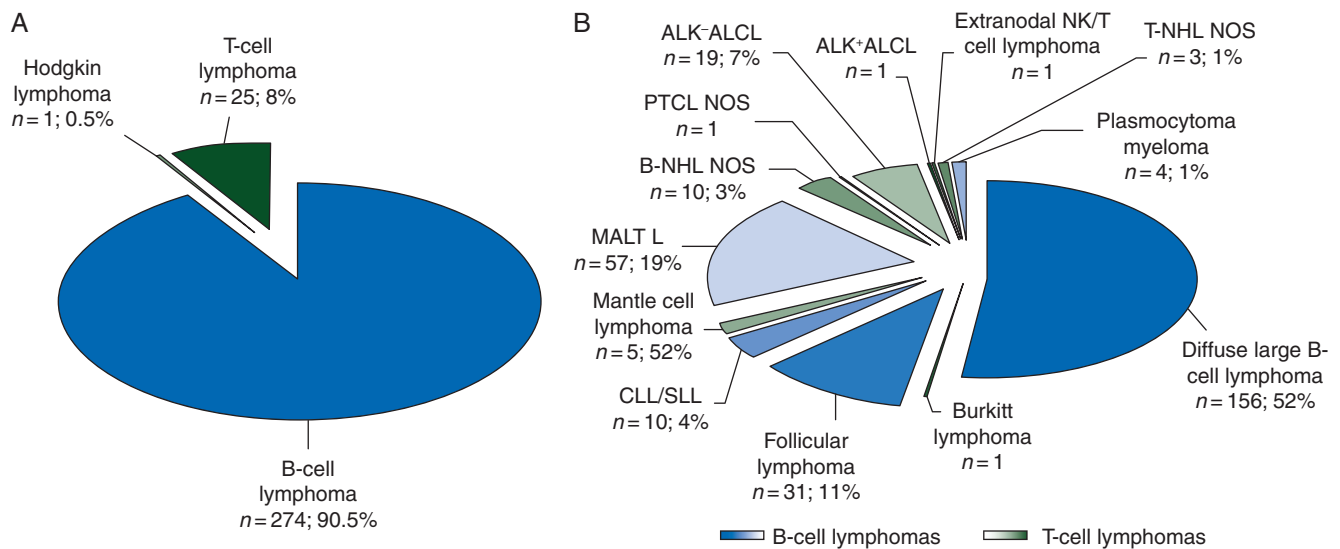 A
Hodgkin
lymphoma
n = 1; 0.5%
T-cell
lymphoma
n = 25; 8%
B-cell
lymphoma
n = 274; 90.5%
B
ALK⁻ALCL
n = 19; 7%
ALK⁺ALCL
n = 1
Extranodal NK/T
cell lymphoma
n = 1
T-NHL NOS
n = 3; 1%
PTCL NOS
n = 1
Plasmocytoma
myeloma
n = 4; 1%
B-NHL NOS
n = 10; 3%
MALT L
n = 57; 19%
Mantle cell
lymphoma
n = 5; 52%
CLL/SLL
n = 10; 4%
Follicular
lymphoma
n = 31; 11%
Burkitt
lymphoma
n = 1
Diffuse large B-
cell lymphoma
n = 156; 52%
B-cell lymphomas
T-cell lymphomas